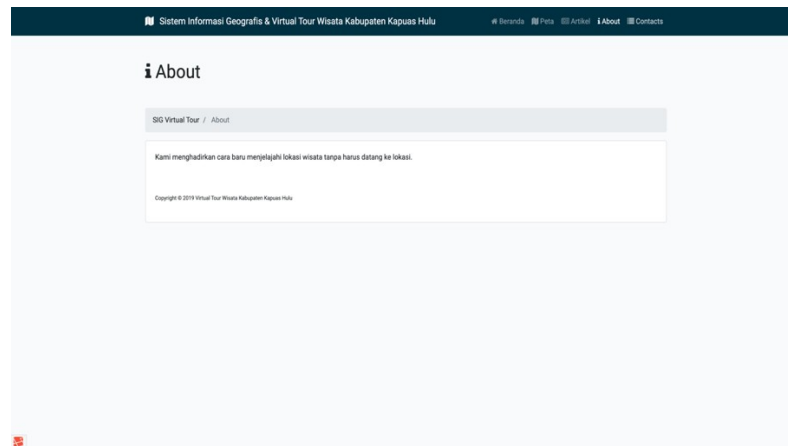 Sistem Informasi Geografis & Virtual Tour Wisata Kabupaten Kapuas Hulu
Beranda Peta Artikel About Contacts
About
SIG Virtual Tour / About
Kami menghadirkan cara baru menjelajahi lokasi wisata tanpa harus datang ke lokasi.
Copyright © 2019 Virtual Tour Wisata Kabupaten Kapuas Hulu